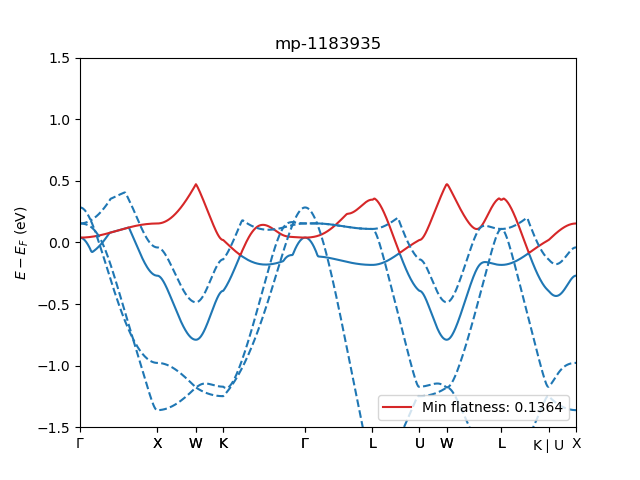 mp-1183935
E − E_F (eV)
1.5
1.0
0.5
0.0
−0.5
−1.0
−1.5
Min flatness: 0.1364
Γ X W K Γ L U W L K | U X